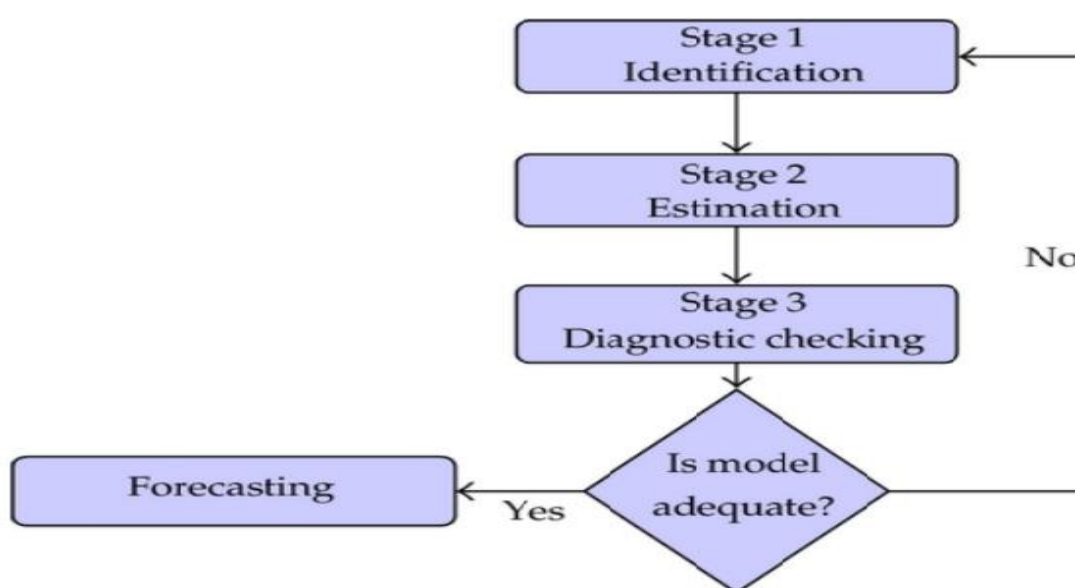 Stage 1
Identification
Stage 2
Estimation
No
Stage 3
Diagnostic checking
Is model
adequate?
Forecasting
Yes